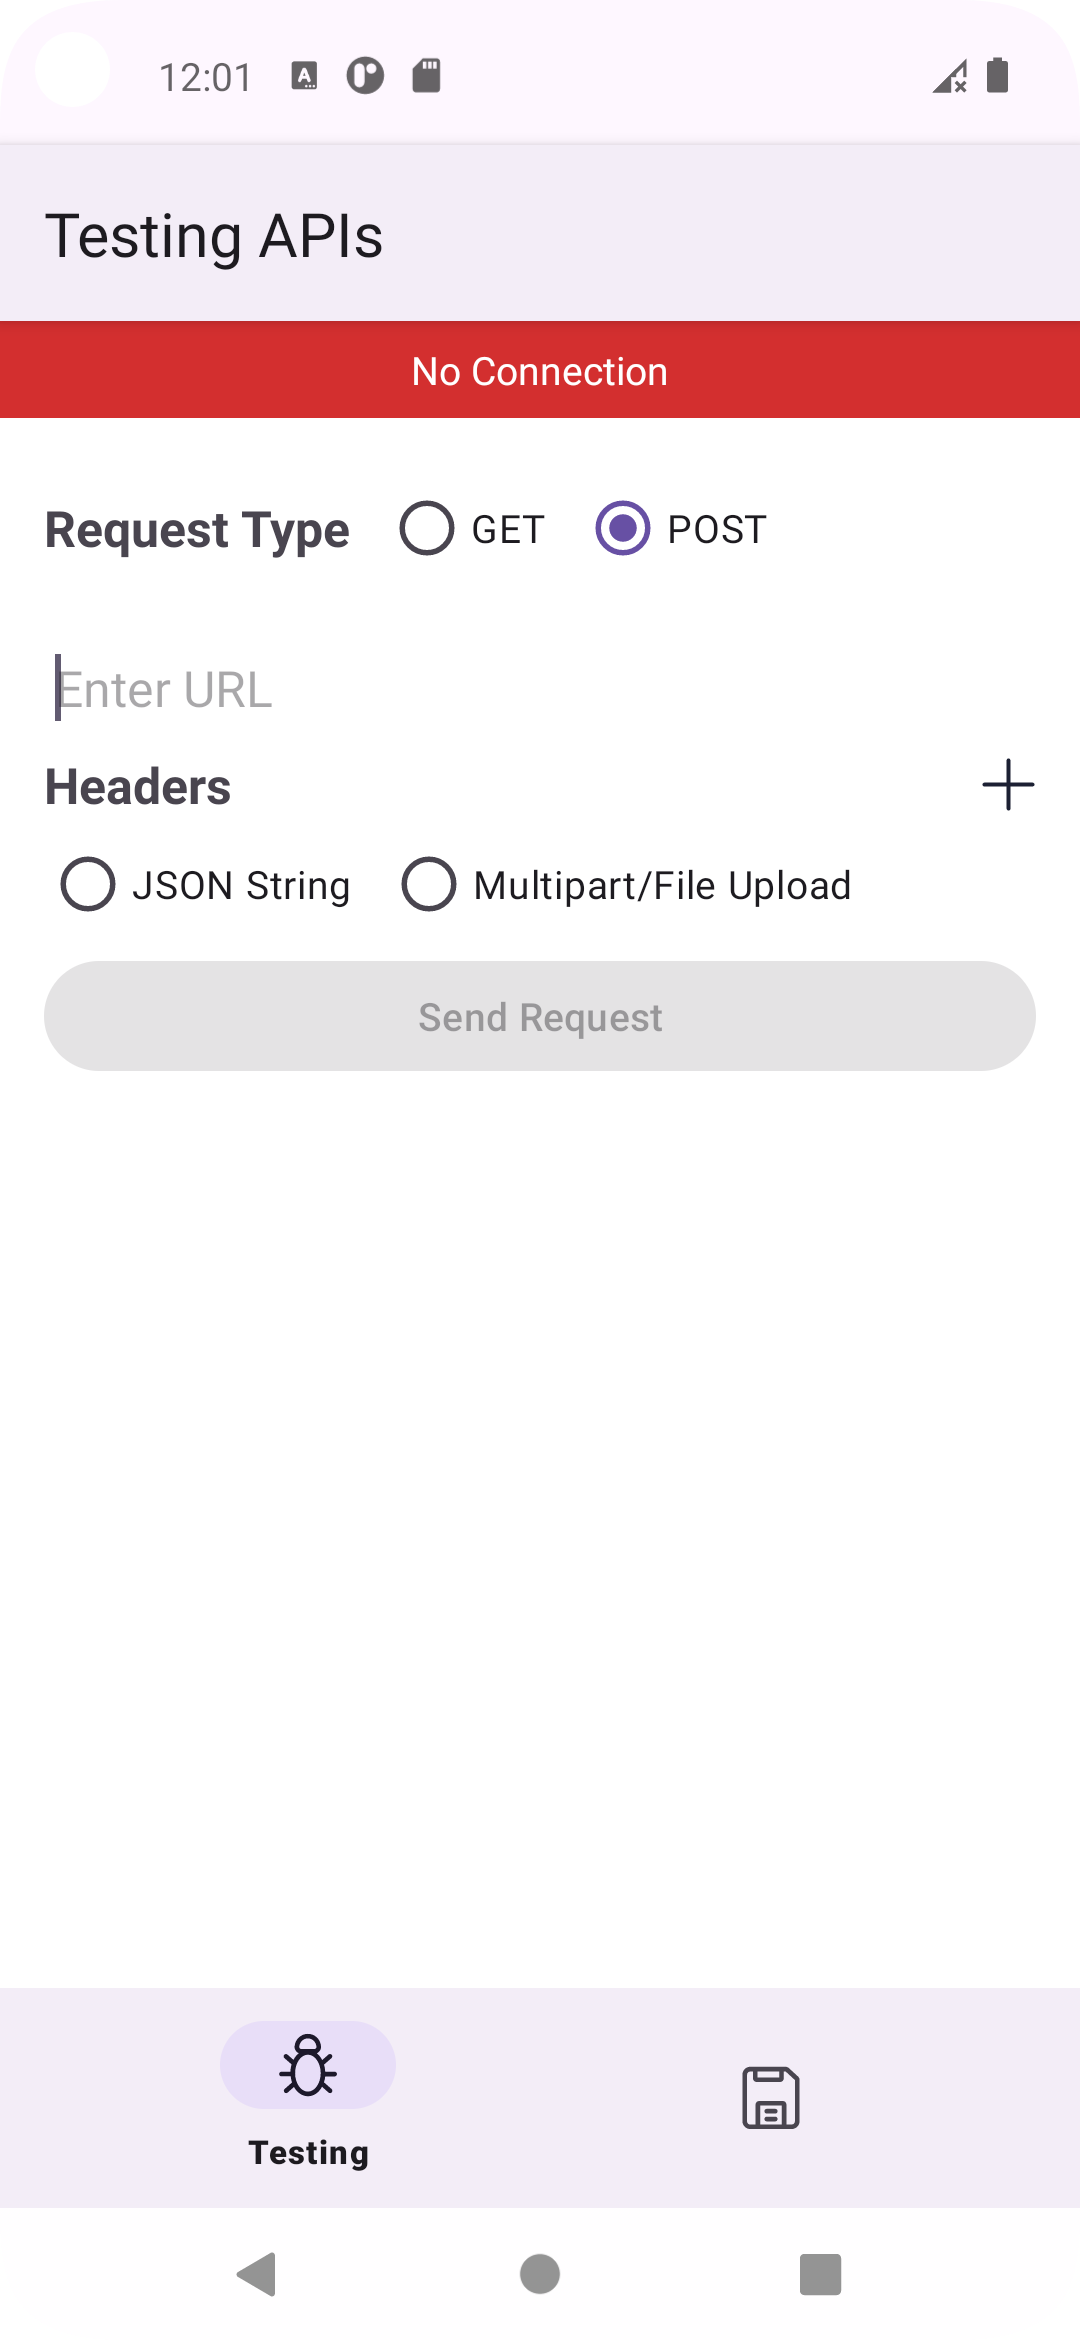 12:01
Testing APIs
No Connection
Request Type GET POST
Enter URL
Headers
JSON String Multipart/File Upload
Send Request
Testing